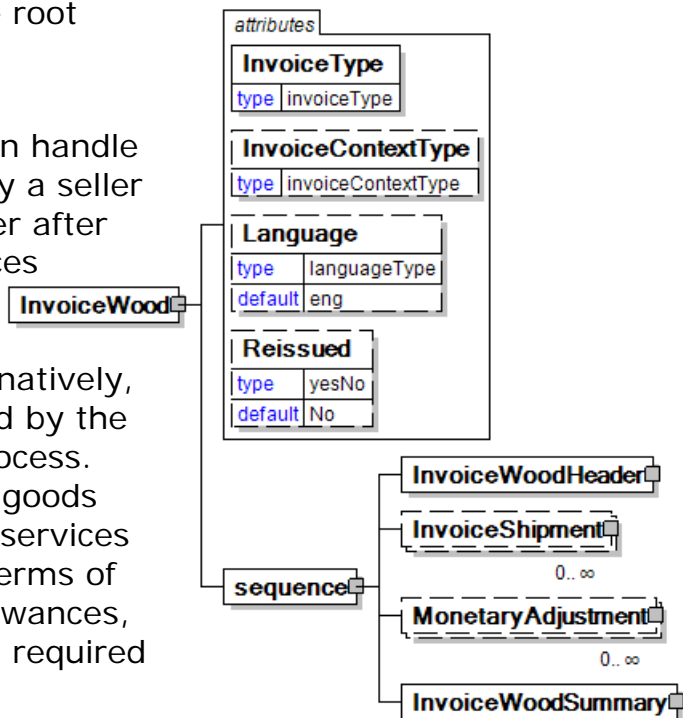 root
n handle
y a seller
er after
ces
natively,
d by the
ocess.
goods
services
erms of
wances,
required
InvoiceWood
attributes
InvoiceType
type invoiceType
InvoiceContextType
type invoiceContextType
Language
type languageType
default eng
Reissued
type yesNo
default No
sequence
InvoiceWoodHeader
InvoiceShipment
0.. ∞
MonetaryAdjustment
0.. ∞
InvoiceWoodSummary